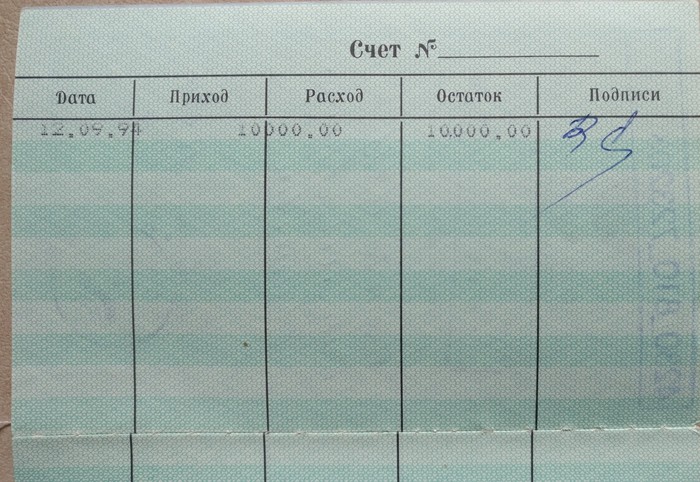 Счет №
Дата Приход Расход Остаток Подписи
12.09.94 10000.00 10000.00